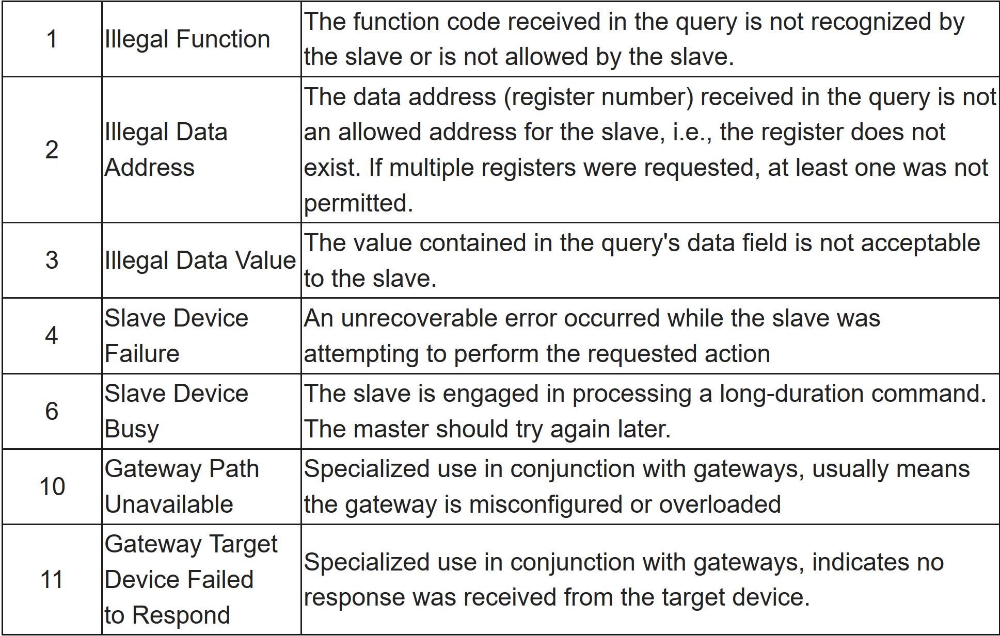 1
Illegal Function
The function code received in the query is not recognized by
the slave or is not allowed by the slave.
2
Illegal Data
Address
The data address (register number) received in the query is not
an allowed address for the slave, i.e., the register does not
exist. If multiple registers were requested, at least one was not
permitted.
3
Illegal Data Value
The value contained in the query's data field is not acceptable
to the slave.
4
Slave Device
Failure
An unrecoverable error occurred while the slave was
attempting to perform the requested action
6
Slave Device
Busy
The slave is engaged in processing a long-duration command.
The master should try again later.
10
Gateway Path
Unavailable
Specialized use in conjunction with gateways, usually means
the gateway is misconfigured or overloaded
11
Gateway Target
Device Failed
to Respond
Specialized use in conjunction with gateways, indicates no
response was received from the target device.